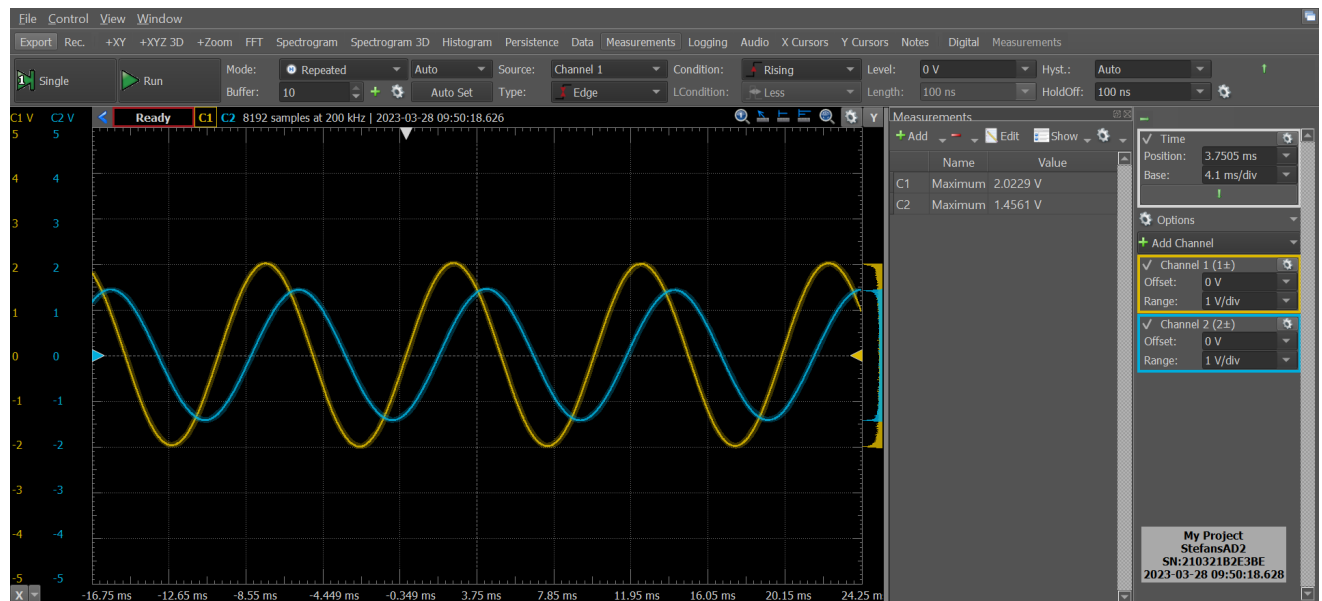 File Control View Window
Export Rec. +XY +XYZ 3D +Zoom FFT Spectrogram Spectrogram 3D Histogram Persistence Data Measurements Logging Audio X Cursors Y Cursors Notes Digital Measurements
Single Run Mode: Repeated Auto Source: Channel 1 Condition: Rising Level: 0 V Hyst.: Auto
Buffer: 10 Auto Set Type: Edge LCondition: Less Length: 100 ns HoldOff: 100 ns
C1 V C2 V Ready C1 C2 8192 samples at 200 kHz | 2023-03-28 09:50:18.626 Y
5 5
4 4
3 3
2 2
1 1
0 0
-1 -1
-2 -2
-3 -3
-4 -4
-5 -5
X -16.75 ms -12.65 ms -8.55 ms -4.449 ms -0.349 ms 3.75 ms 7.85 ms 11.95 ms 16.05 ms 20.15 ms 24.25 m
Measurements
Add Edit Show
Name Value
C1 Maximum 2.0229 V
C2 Maximum 1.4561 V
Time
Position: 3.7505 ms
Base: 4.1 ms/div
Options
Add Channel
Channel 1 (1±)
Offset: 0 V
Range: 1 V/div
Channel 2 (2±)
Offset: 0 V
Range: 1 V/div
My Project
StefansAD2
SN:210321B2E3BE
2023-03-28 09:50:18.628